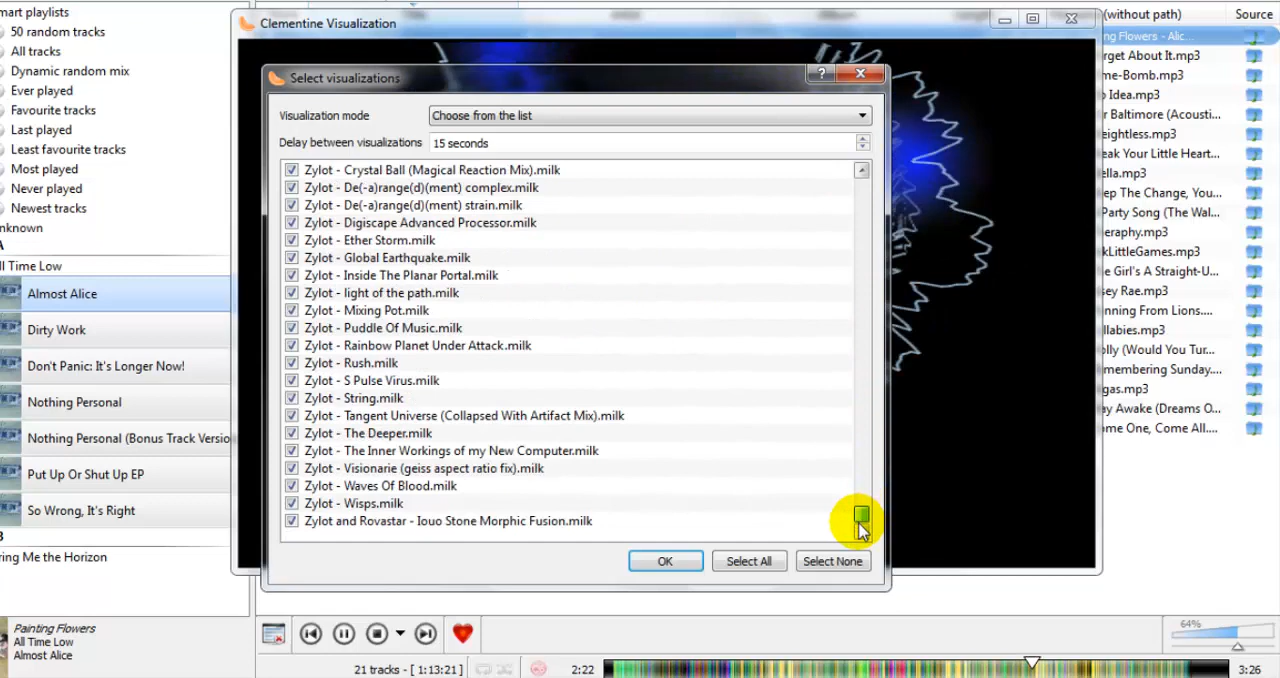 mart playlists
50 random tracks
All tracks
Dynamic random mix
Ever played
Favourite tracks
Last played
Least favourite tracks
Most played
Never played
Newest tracks
nknown
A
ll Time Low
Almost Alice
Dirty Work
Don't Panic: It's Longer Now!
Nothing Personal
Nothing Personal (Bonus Track Versio
Put Up Or Shut Up EP
So Wrong, It's Right
B
ring Me the Horizon
Clementine Visualization
Select visualizations
?
Visualization mode
Choose from the list
Delay between visualizations
15 seconds
Zylot - Crystal Ball (Magical Reaction Mix).milk
Zylot - De(-a)range(d)(ment) complex.milk
Zylot - De(-a)range(d)(ment) strain.milk
Zylot - Digiscape Advanced Processor.milk
Zylot - Ether Storm.milk
Zylot - Global Earthquake.milk
Zylot - Inside The Planar Portal.milk
Zylot - light of the path.milk
Zylot - Mixing Pot.milk
Zylot - Puddle Of Music.milk
Zylot - Rainbow Planet Under Attack.milk
Zylot - Rush.milk
Zylot - S Pulse Virus.milk
Zylot - String.milk
Zylot - Tangent Universe (Collapsed With Artifact Mix).milk
Zylot - The Deeper.milk
Zylot - The Inner Workings of my New Computer.milk
Zylot - Visionarie (geiss aspect ratio fix).milk
Zylot - Waves Of Blood.milk
Zylot - Wisps.milk
Zylot and Rovastar - Iouo Stone Morphic Fusion.milk
OK
Select All
Select None
(without path)
Source
ng Flowers - Alic...
rget About It.mp3
me-Bomb.mp3
o Idea.mp3
r Baltimore (Acousti...
eightless.mp3
eak Your Little Heart...
ella.mp3
ep The Change, You...
Party Song (The Wal...
eraphy.mp3
ckLittleGames.mp3
e Girl's A Straight-U...
sey Rae.mp3
nning From Lions....
llabies.mp3
olly (Would You Tur...
membering Sunday....
gas.mp3
ay Awake (Dreams O...
ome One, Come All....
Painting Flowers
All Time Low
Almost Alice
64%
21 tracks - [ 1:13:21 ]
2:22
3:26